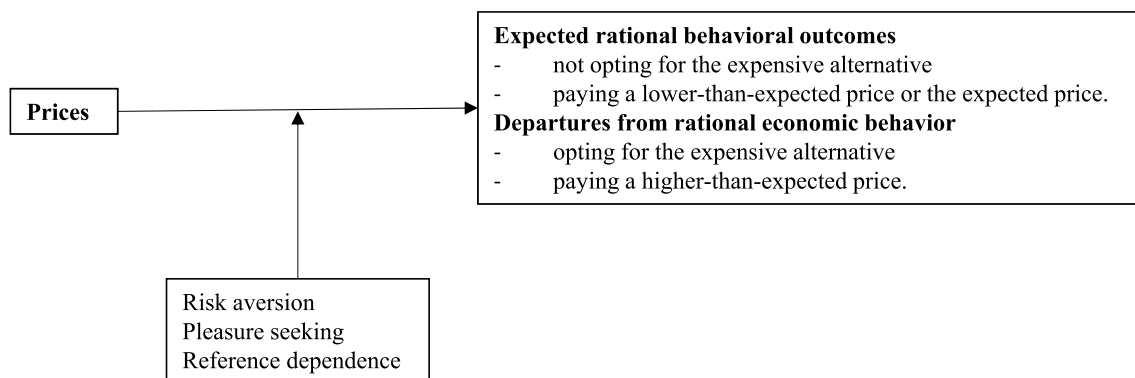 Expected rational behavioral outcomes
- not opting for the expensive alternative
- paying a lower-than-expected price or the expected price.
Departures from rational economic behavior
- opting for the expensive alternative
- paying a higher-than-expected price.
Prices
Risk aversion
Pleasure seeking
Reference dependence